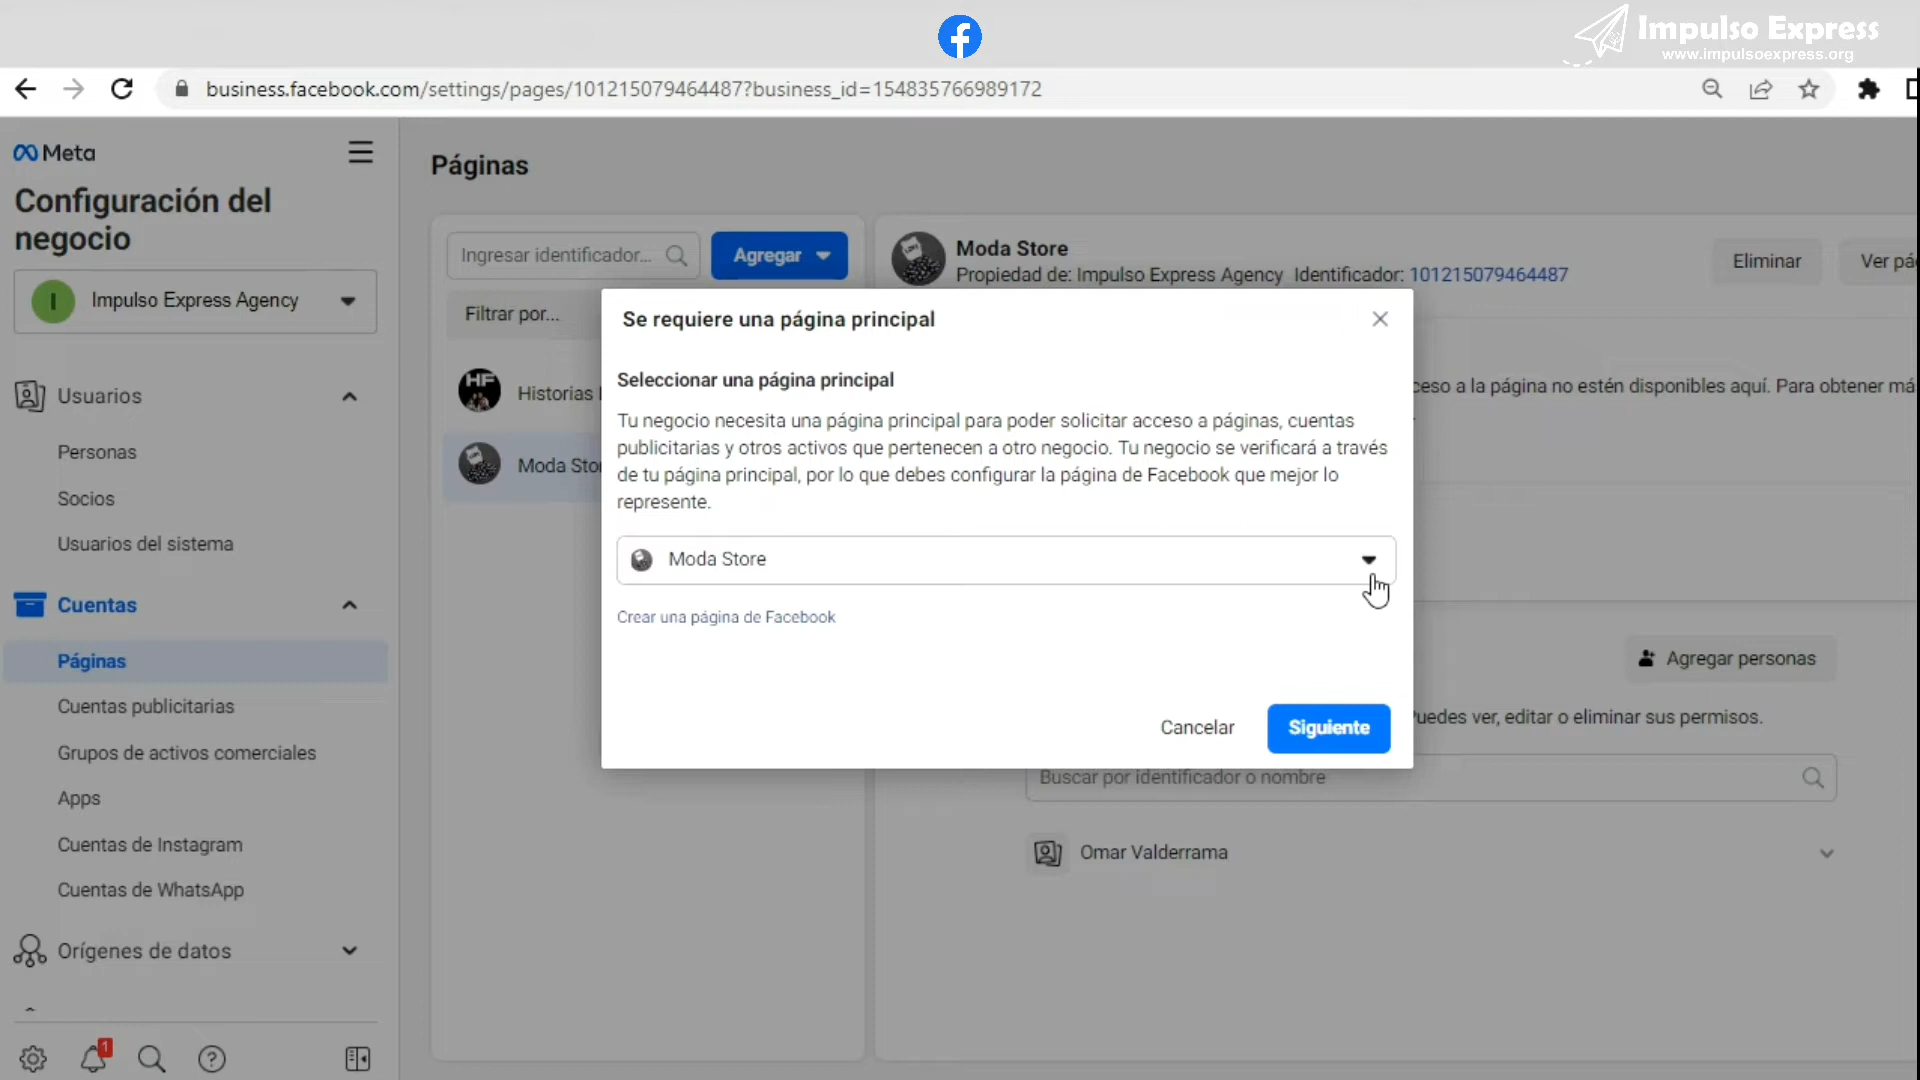 Impulso Express
www.impulsoexpress.org
business.facebook.com/settings/pages/101215079464487?business_id=154835766989172
Meta
Configuración del
negocio
I
Impulso Express Agency
Usuarios
Personas
Socios
Usuarios del sistema
Cuentas
Páginas
Cuentas publicitarias
Grupos de activos comerciales
Apps
Cuentas de Instagram
Cuentas de WhatsApp
Orígenes de datos
1
Páginas
Ingresar identificador...
Agregar
Filtrar por...
HF
Historias
Moda Sto
Moda Store
Propiedad de: Impulso Express Agency Identificador: 101215079464487
Eliminar
Ver pá
ceso a la página no estén disponibles aquí. Para obtener má
Se requiere una página principal
Seleccionar una página principal
Tu negocio necesita una página principal para poder solicitar acceso a páginas, cuentas
publicitarias y otros activos que pertenecen a otro negocio. Tu negocio se verificará a través
de tu página principal, por lo que debes configurar la página de Facebook que mejor lo
represente.
Moda Store
Crear una página de Facebook
Cancelar
Siguiente
Agregar personas
Puedes ver, editar o eliminar sus permisos.
Buscar por identificador o nombre
Omar Valderrama